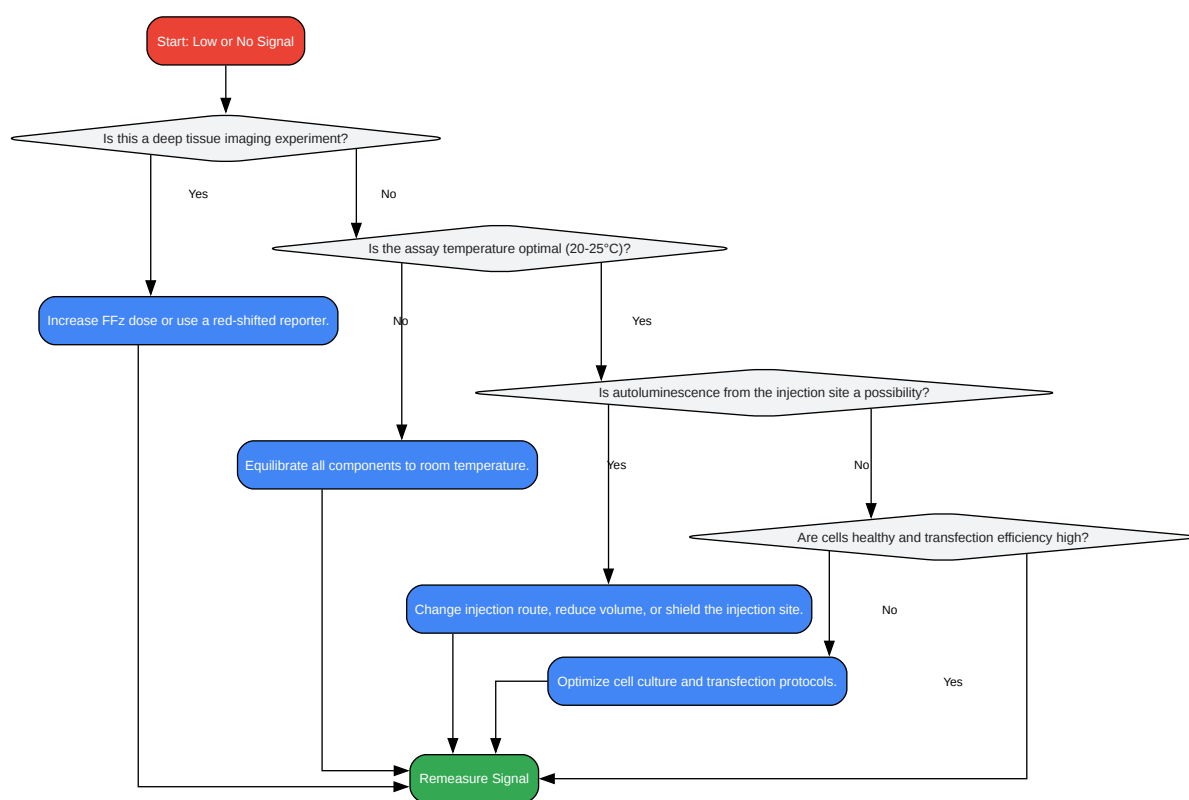 Start: Low or No Signal
Is this a deep tissue imaging experiment?
Yes
No
Is the assay temperature optimal (20-25°C)?
Increase FFz dose or use a red-shifted reporter.
No
Yes
Is autoluminescence from the injection site a possibility?
Equilibrate all components to room temperature.
Yes
No
Are cells healthy and transfection efficiency high?
Change injection route, reduce volume, or shield the injection site.
No
Optimize cell culture and transfection protocols.
Yes
Remeasure Signal